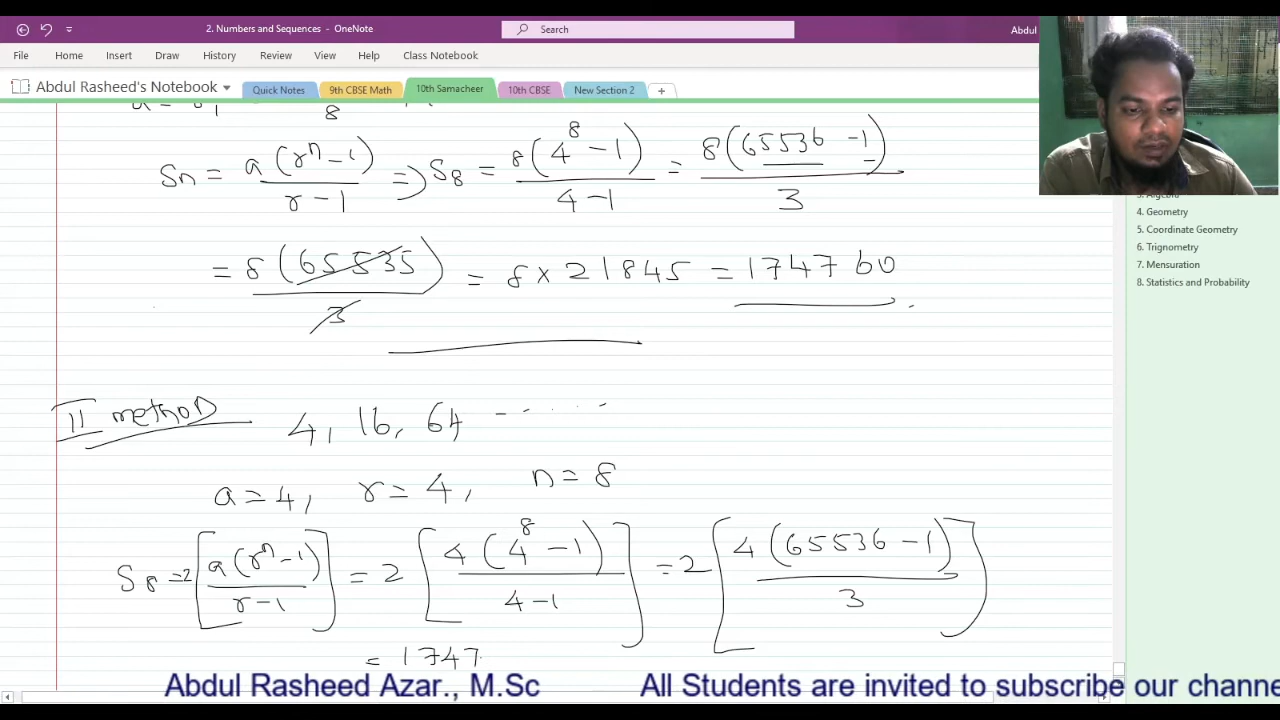 2. Numbers and Sequences - OneNote
Search
Abdul
File Home Insert Draw History Review View Help Class Notebook
Abdul Rasheed's Notebook
Quick Notes 9th CBSE Math 10th Samacheer 10th CBSE New Section 2 +
8
Sn = a(r^n - 1) / r - 1 => S8 = 8(4^8 - 1) / 4 - 1 = 8(65536 - 1) / 3
= 8(65535) / 3 = 8 x 21845 = 174760
II method 4, 16, 64 ......
a = 4, r = 4, n = 8
S8 = 2[a(r^n - 1) / r - 1] = 2[4(4^8 - 1) / 4 - 1] = 2[4(65536 - 1) / 3]
= 1747
4. Geometry
5. Coordinate Geometry
6. Trignometry
7. Mensuration
8. Statistics and Probability
Abdul Rasheed Azar., M.Sc All Students are invited to subscribe our channe